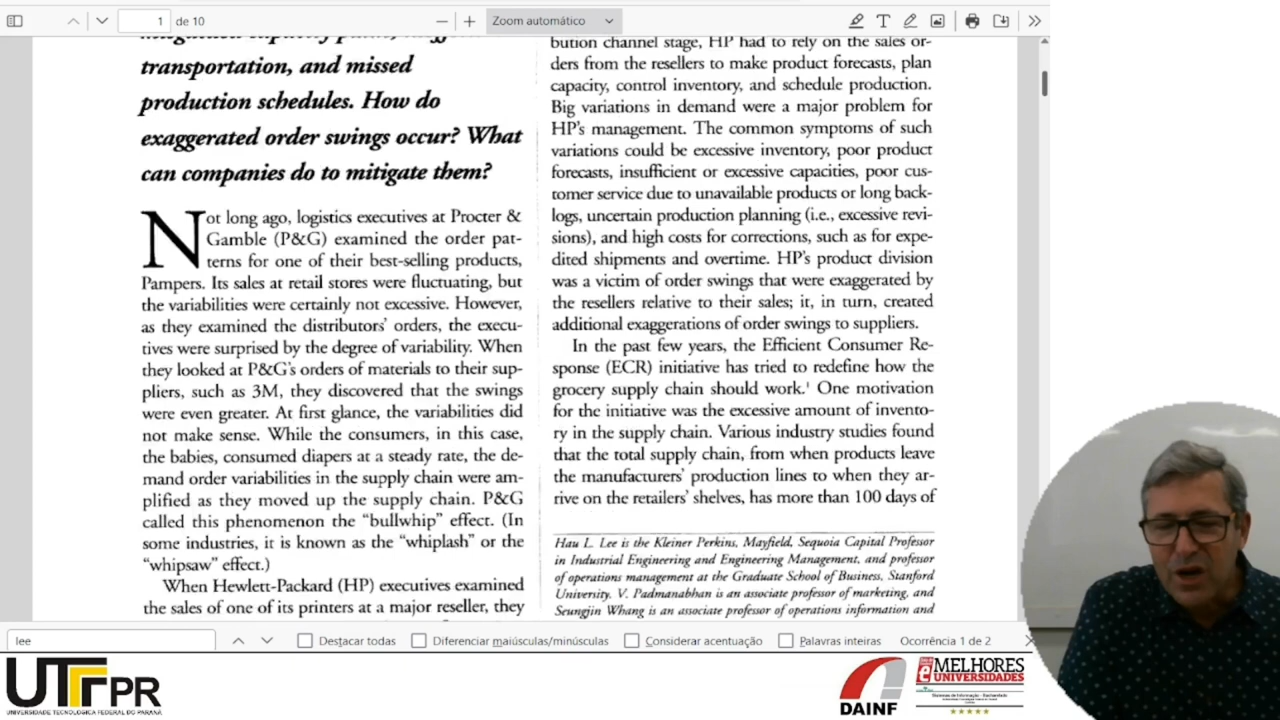 1 de 10
Zoom automático
transportation, and missed
production schedules. How do
exaggerated order swings occur? What
can companies do to mitigate them?
Not long ago, logistics executives at Procter &
Gamble (P&G) examined the order pat-
terns for one of their best-selling products,
Pampers. Its sales at retail stores were fluctuating, but
the variabilities were certainly not excessive. However,
as they examined the distributors' orders, the execu-
tives were surprised by the degree of variability. When
they looked at P&G's orders of materials to their sup-
pliers, such as 3M, they discovered that the swings
were even greater. At first glance, the variabilities did
not make sense. While the consumers, in this case,
the babies, consumed diapers at a steady rate, the de-
mand order variabilities in the supply chain were am-
plified as they moved up the supply chain. P&G
called this phenomenon the "bullwhip" effect. (In
some industries, it is known as the "whiplash" or the
"whipsaw" effect.)
When Hewlett-Packard (HP) executives examined
the sales of one of its printers at a major reseller, they
bution channel stage, HP had to rely on the sales or-
ders from the resellers to make product forecasts, plan
capacity, control inventory, and schedule production.
Big variations in demand were a major problem for
HP's management. The common symptoms of such
variations could be excessive inventory, poor product
forecasts, insufficient or excessive capacities, poor cus-
tomer service due to unavailable products or long back-
logs, uncertain production planning (i.e., excessive revi-
sions), and high costs for corrections, such as for expe-
dited shipments and overtime. HP's product division
was a victim of order swings that were exaggerated by
the resellers relative to their sales; it, in turn, created
additional exaggerations of order swings to suppliers.
In the past few years, the Efficient Consumer Re-
sponse (ECR) initiative has tried to redefine how the
grocery supply chain should work.¹ One motivation
for the initiative was the excessive amount of invento-
ry in the supply chain. Various industry studies found
that the total supply chain, from when products leave
the manufacturers' production lines to when they ar-
rive on the retailers' shelves, has more than 100 days of
Hau L. Lee is the Kleiner Perkins, Mayfield, Sequoia Capital Professor
in Industrial Engineering and Engineering Management, and professor
of operations management at the Graduate School of Business, Stanford
University. V. Padmanabhan is an associate professor of marketing, and
Seungjin Whang is an associate professor of operations information and
lee
Destacar todas
Diferenciar maiúsculas/minúsculas
Considerar acentuação
Palavras inteiras
Ocorrência 1 de 2
UTFPR
UNIVERSIDADE TECNOLÓGICA FEDERAL DO PARANÁ
DAINF
MELHORES
UNIVERSIDADES